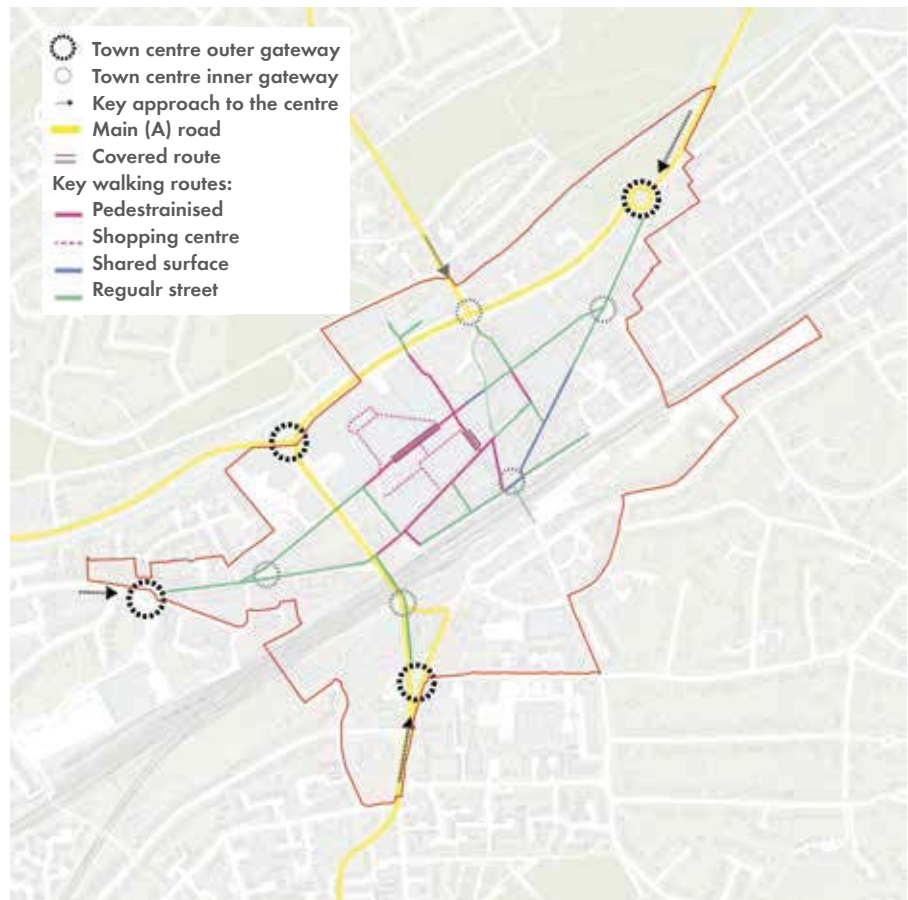 Town centre outer gateway
Town centre inner gateway
Key approach to the centre
Main (A) road
Covered route
Key walking routes:
Pedestrainised
Shopping centre
Shared surface
Regualr street